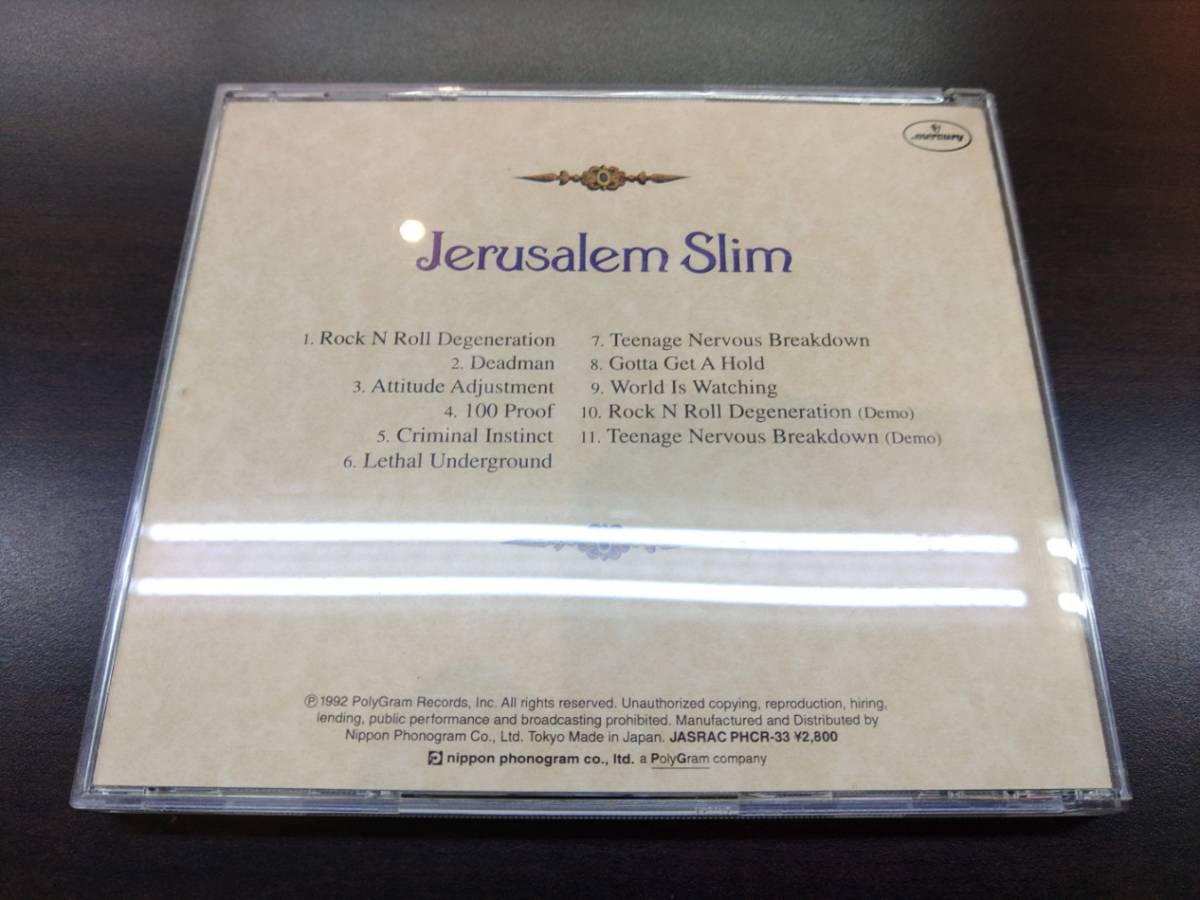 mercury
Jerusalem Slim
1. Rock N Roll Degeneration
2. Deadman
3. Attitude Adjustment
4. 100 Proof
5. Criminal Instinct
6. Lethal Underground
7. Teenage Nervous Breakdown
8. Gotta Get A Hold
9. World Is Watching
10. Rock N Roll Degeneration (Demo)
11. Teenage Nervous Breakdown (Demo)
℗1992 PolyGram Records, Inc. All rights reserved. Unauthorized copying, reproduction, hiring,
lending, public performance and broadcasting prohibited. Manufactured and Distributed by
Nippon Phonogram Co., Ltd. Tokyo Made in Japan. JASRAC PHCR-33 ¥2,800
nippon phonogram co., ltd. a PolyGram company